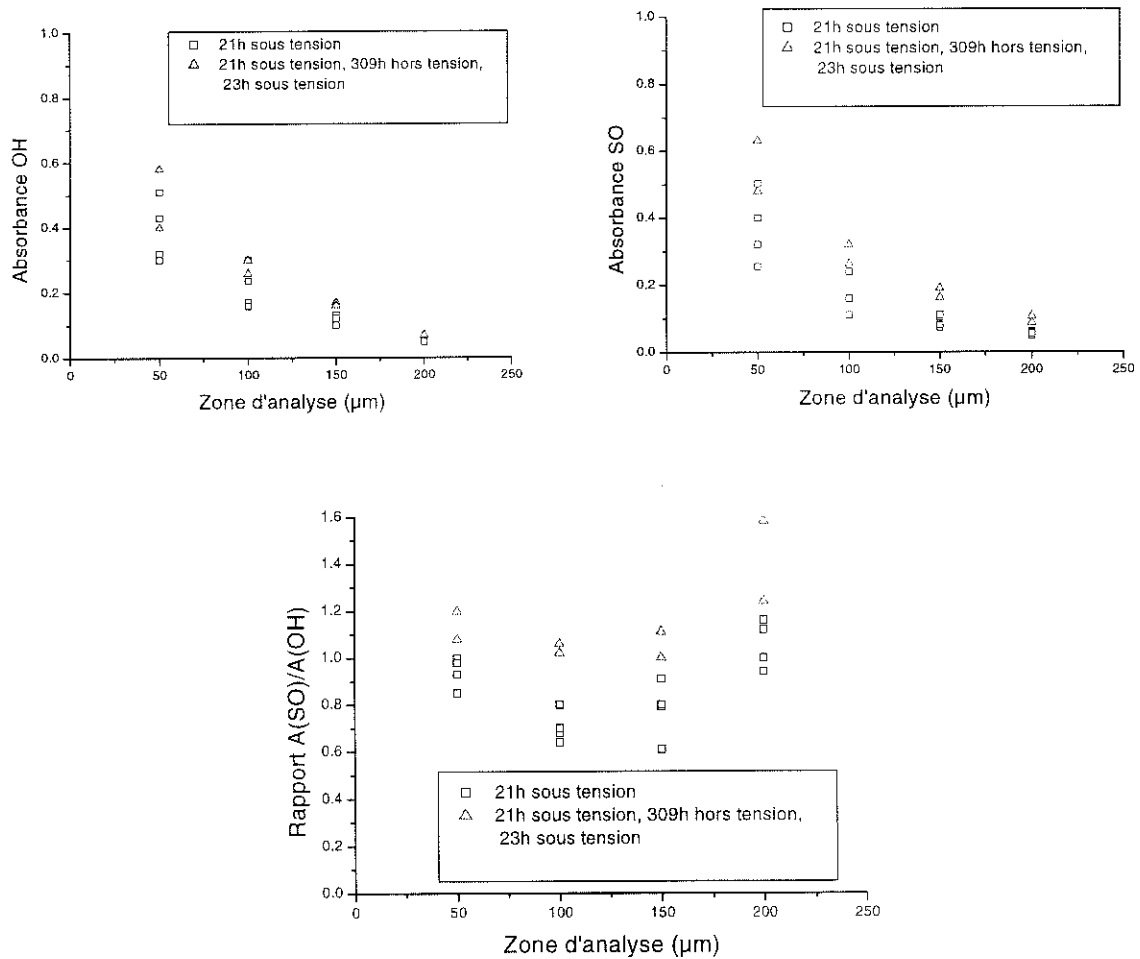 1.0
0.8
0.6
0.4
0.2
0.0
Absorbance OH
21h sous tension
21h sous tension, 309h hors tension,
23h sous tension
0 50 100 150 200 250
Zone d'analyse (µm)
1.0
0.8
0.6
0.4
0.2
0.0
Absorbance SO
21h sous tension
21h sous tension, 309h hors tension,
23h sous tension
0 50 100 150 200 250
Zone d'analyse (µm)
1.6
1.4
1.2
1.0
0.8
0.6
0.4
0.2
0.0
Rapport A(SO)/A(OH)
21h sous tension
21h sous tension, 309h hors tension,
23h sous tension
0 50 100 150 200 250
Zone d'analyse (µm)